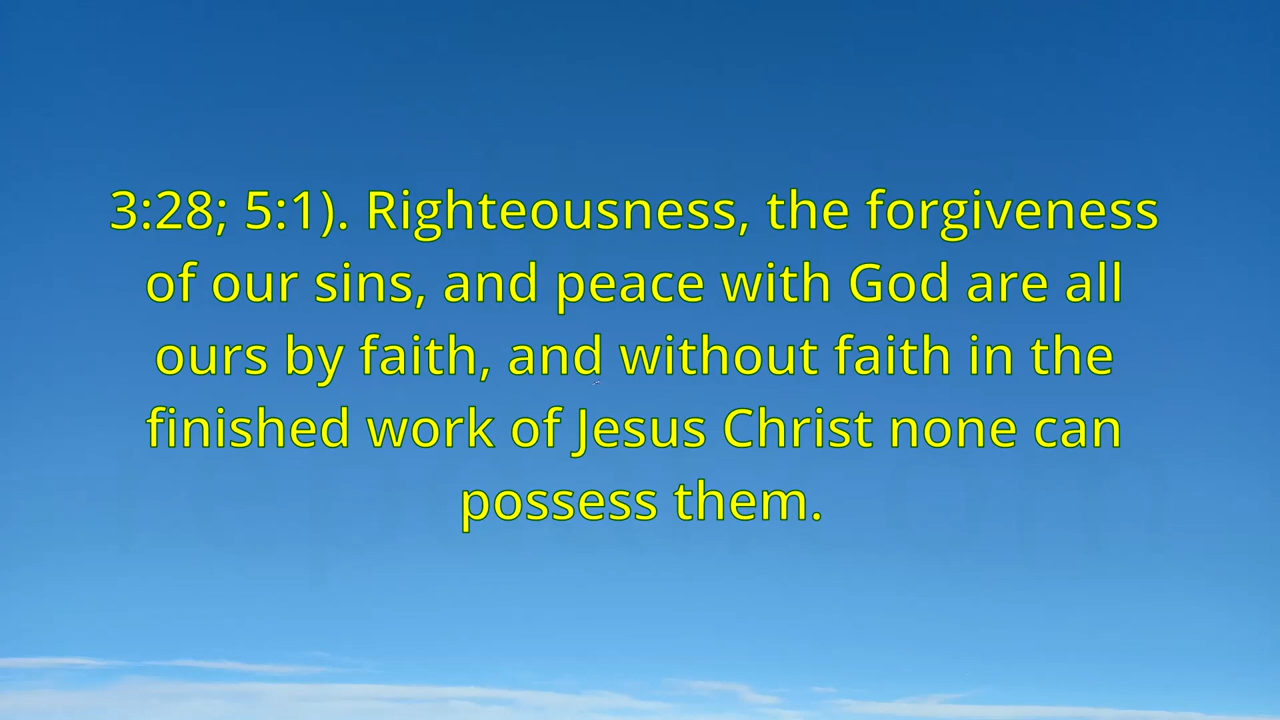 3:28; 5:1). Righteousness, the forgiveness
of our sins, and peace with God are all
ours by faith, and without faith in the
finished work of Jesus Christ none can
possess them.